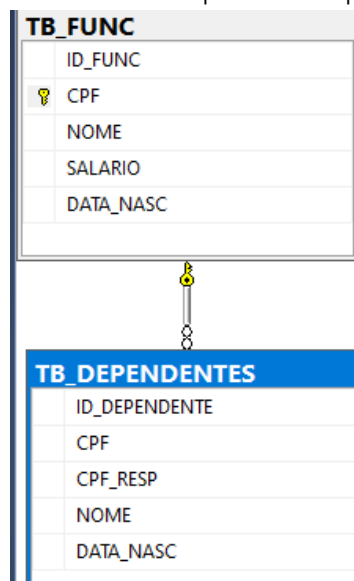 TB_FUNC
ID_FUNC
CPF
NOME
SALARIO
DATA_NASC
TB_DEPENDENTES
ID_DEPENDENTE
CPF
CPF_RESP
NOME
DATA_NASC